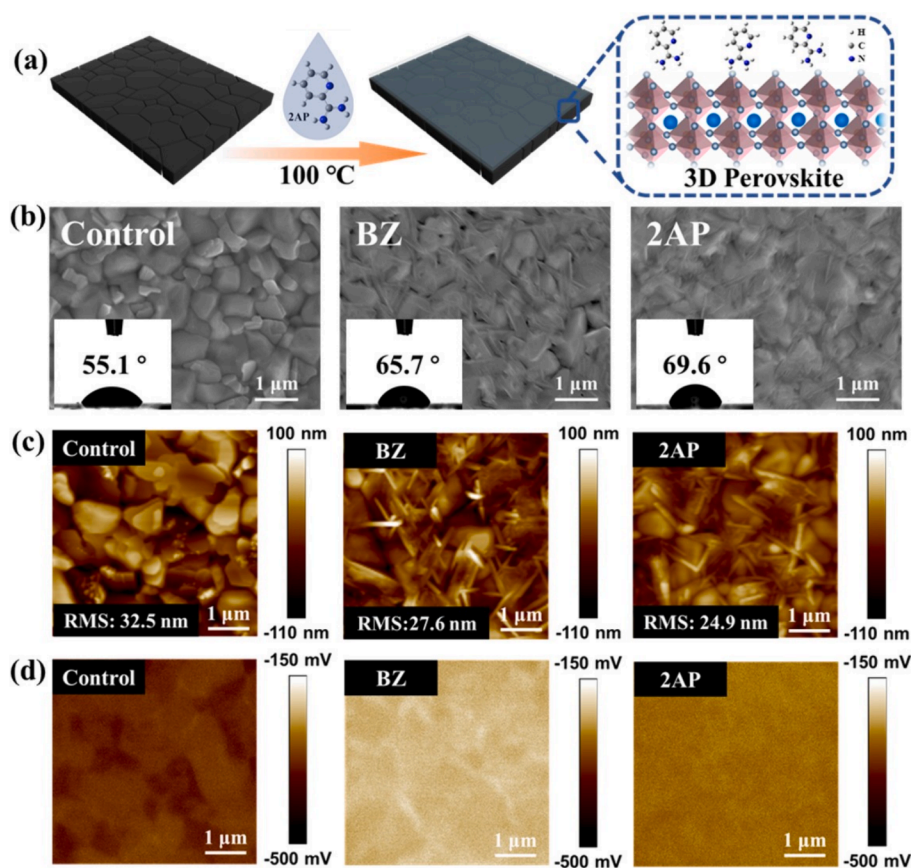 (a)
2AP
100 °C
H
C
N
3D Perovskite
(b)
Control
55.1 °
1 μm
BZ
65.7 °
1 μm
2AP
69.6 °
1 μm
(c)
Control
RMS: 32.5 nm
1 μm
100 nm
-110 nm
BZ
RMS:27.6 nm
1 μm
100 nm
-110 nm
2AP
RMS: 24.9 nm
1 μm
100 nm
-110 nm
(d)
Control
1 μm
-150 mV
-500 mV
BZ
1 μm
-150 mV
-500 mV
2AP
1 μm
-150 mV
-500 mV